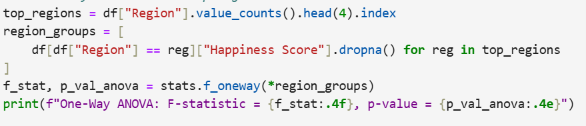 top_regions = df["Region"].value_counts().head(4).index
region_groups = [
    df[df["Region"] == reg]["Happiness Score"].dropna() for reg in top_regions
]
f_stat, p_val_anova = stats.f_oneway(*region_groups)
print(f"One-Way ANOVA: F-statistic = {f_stat:.4f}, p-value = {p_val_anova:.4e}")